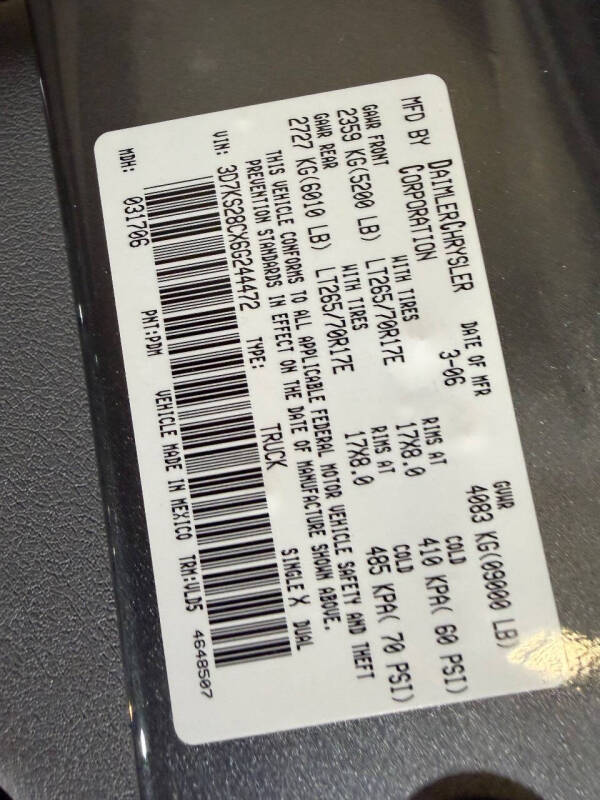 MFD BY DAIMLERCHRYSLER CORPORATION DATE OF MFR 3-06 GVWR 4083 KG(09000 LB)
GAWR FRONT WITH TIRES RIMS AT COLD
2359 KG(5200 LB) LT265/70R17E 17X8.0 410 KPA( 60 PSI)
GAWR REAR WITH TIRES RIMS AT COLD
2727 KG(6010 LB) LT265/70R17E 17X8.0 485 KPA( 70 PSI)
THIS VEHICLE CONFORMS TO ALL APPLICABLE FEDERAL MOTOR VEHICLE SAFETY AND THEFT
PREVENTION STANDARDS IN EFFECT ON THE DATE OF MANUFACTURE SHOWN ABOVE.
VIN: 3D7KS28CX6G244472 TYPE: TRUCK SINGLE X DUAL
MDH: 031706 PNT:PDM VEHICLE MADE IN MEXICO TRM:VLD5 4648507